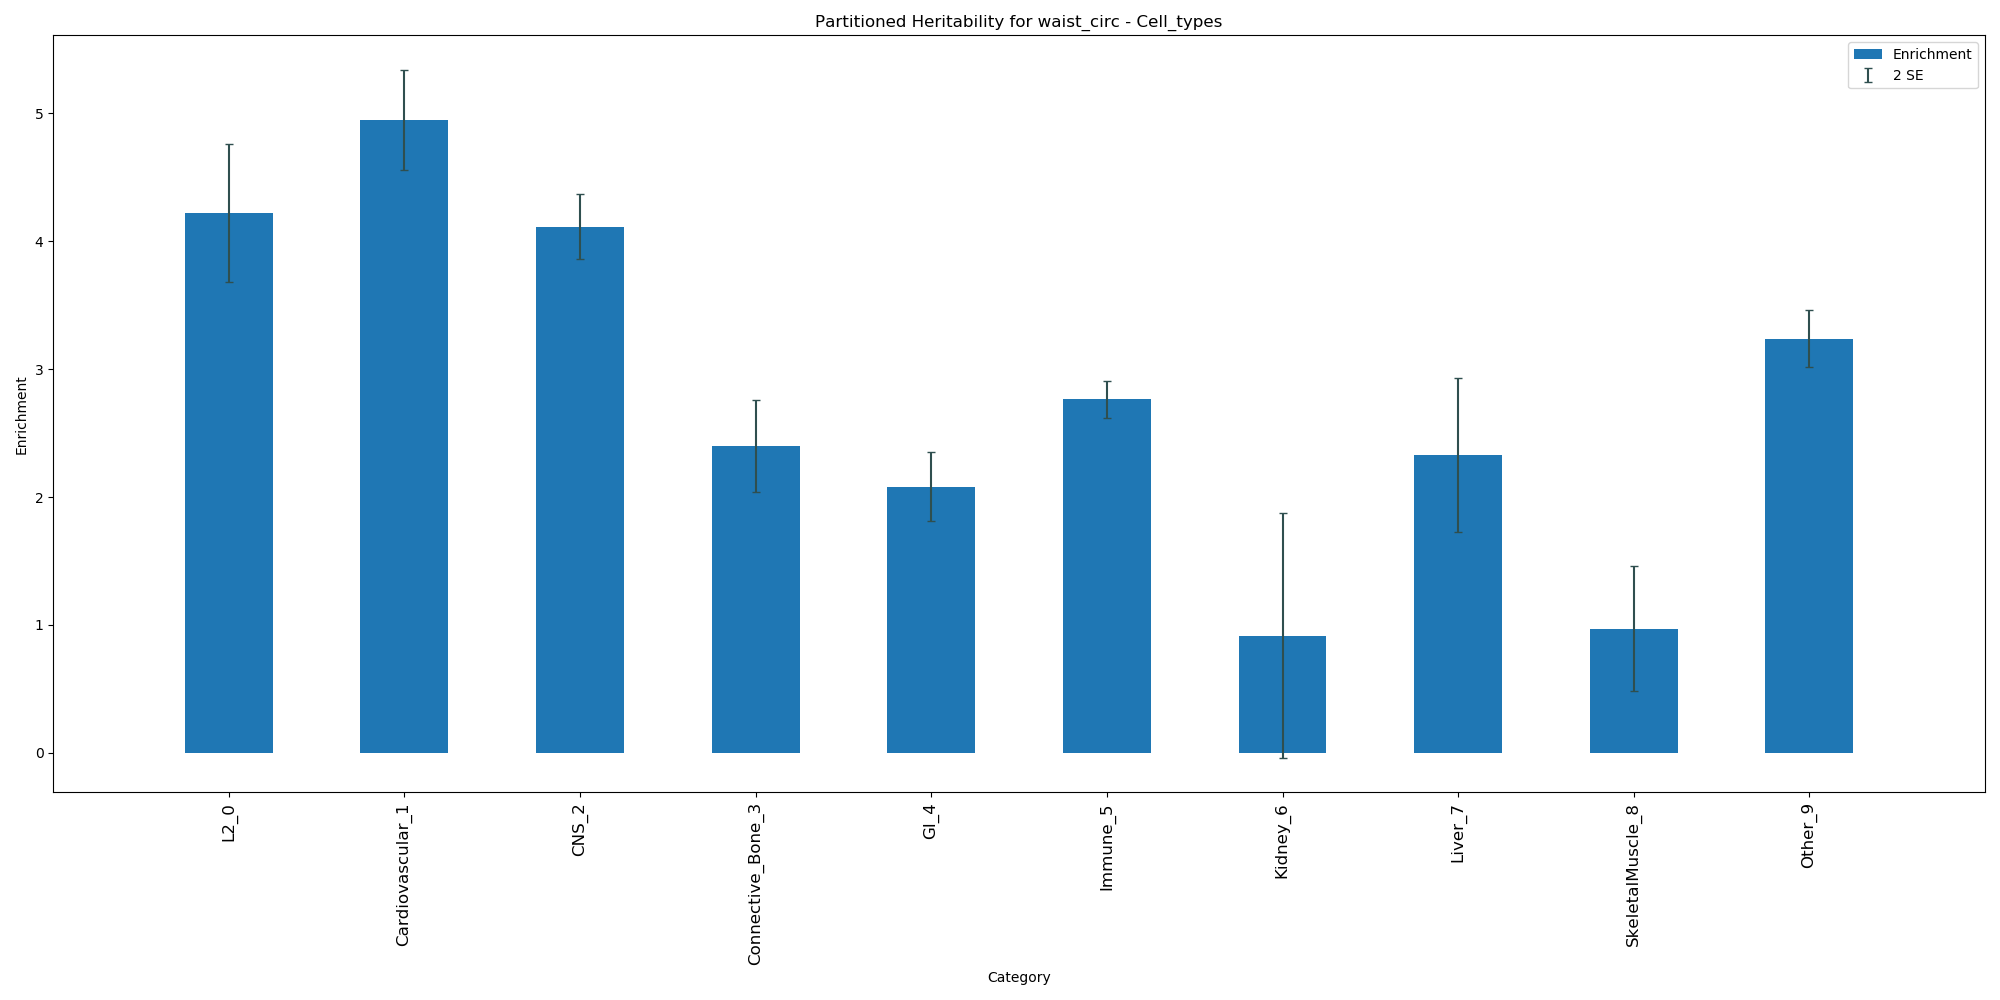 Partitioned Heritability for waist_circ - Cell_types
Enrichment
2 SE
5
4
3
2
1
0
Enrichment
L2_0
Cardiovascular_1
CNS_2
Connective_Bone_3
GI_4
Immune_5
Kidney_6
Liver_7
SkeletalMuscle_8
Other_9
Category